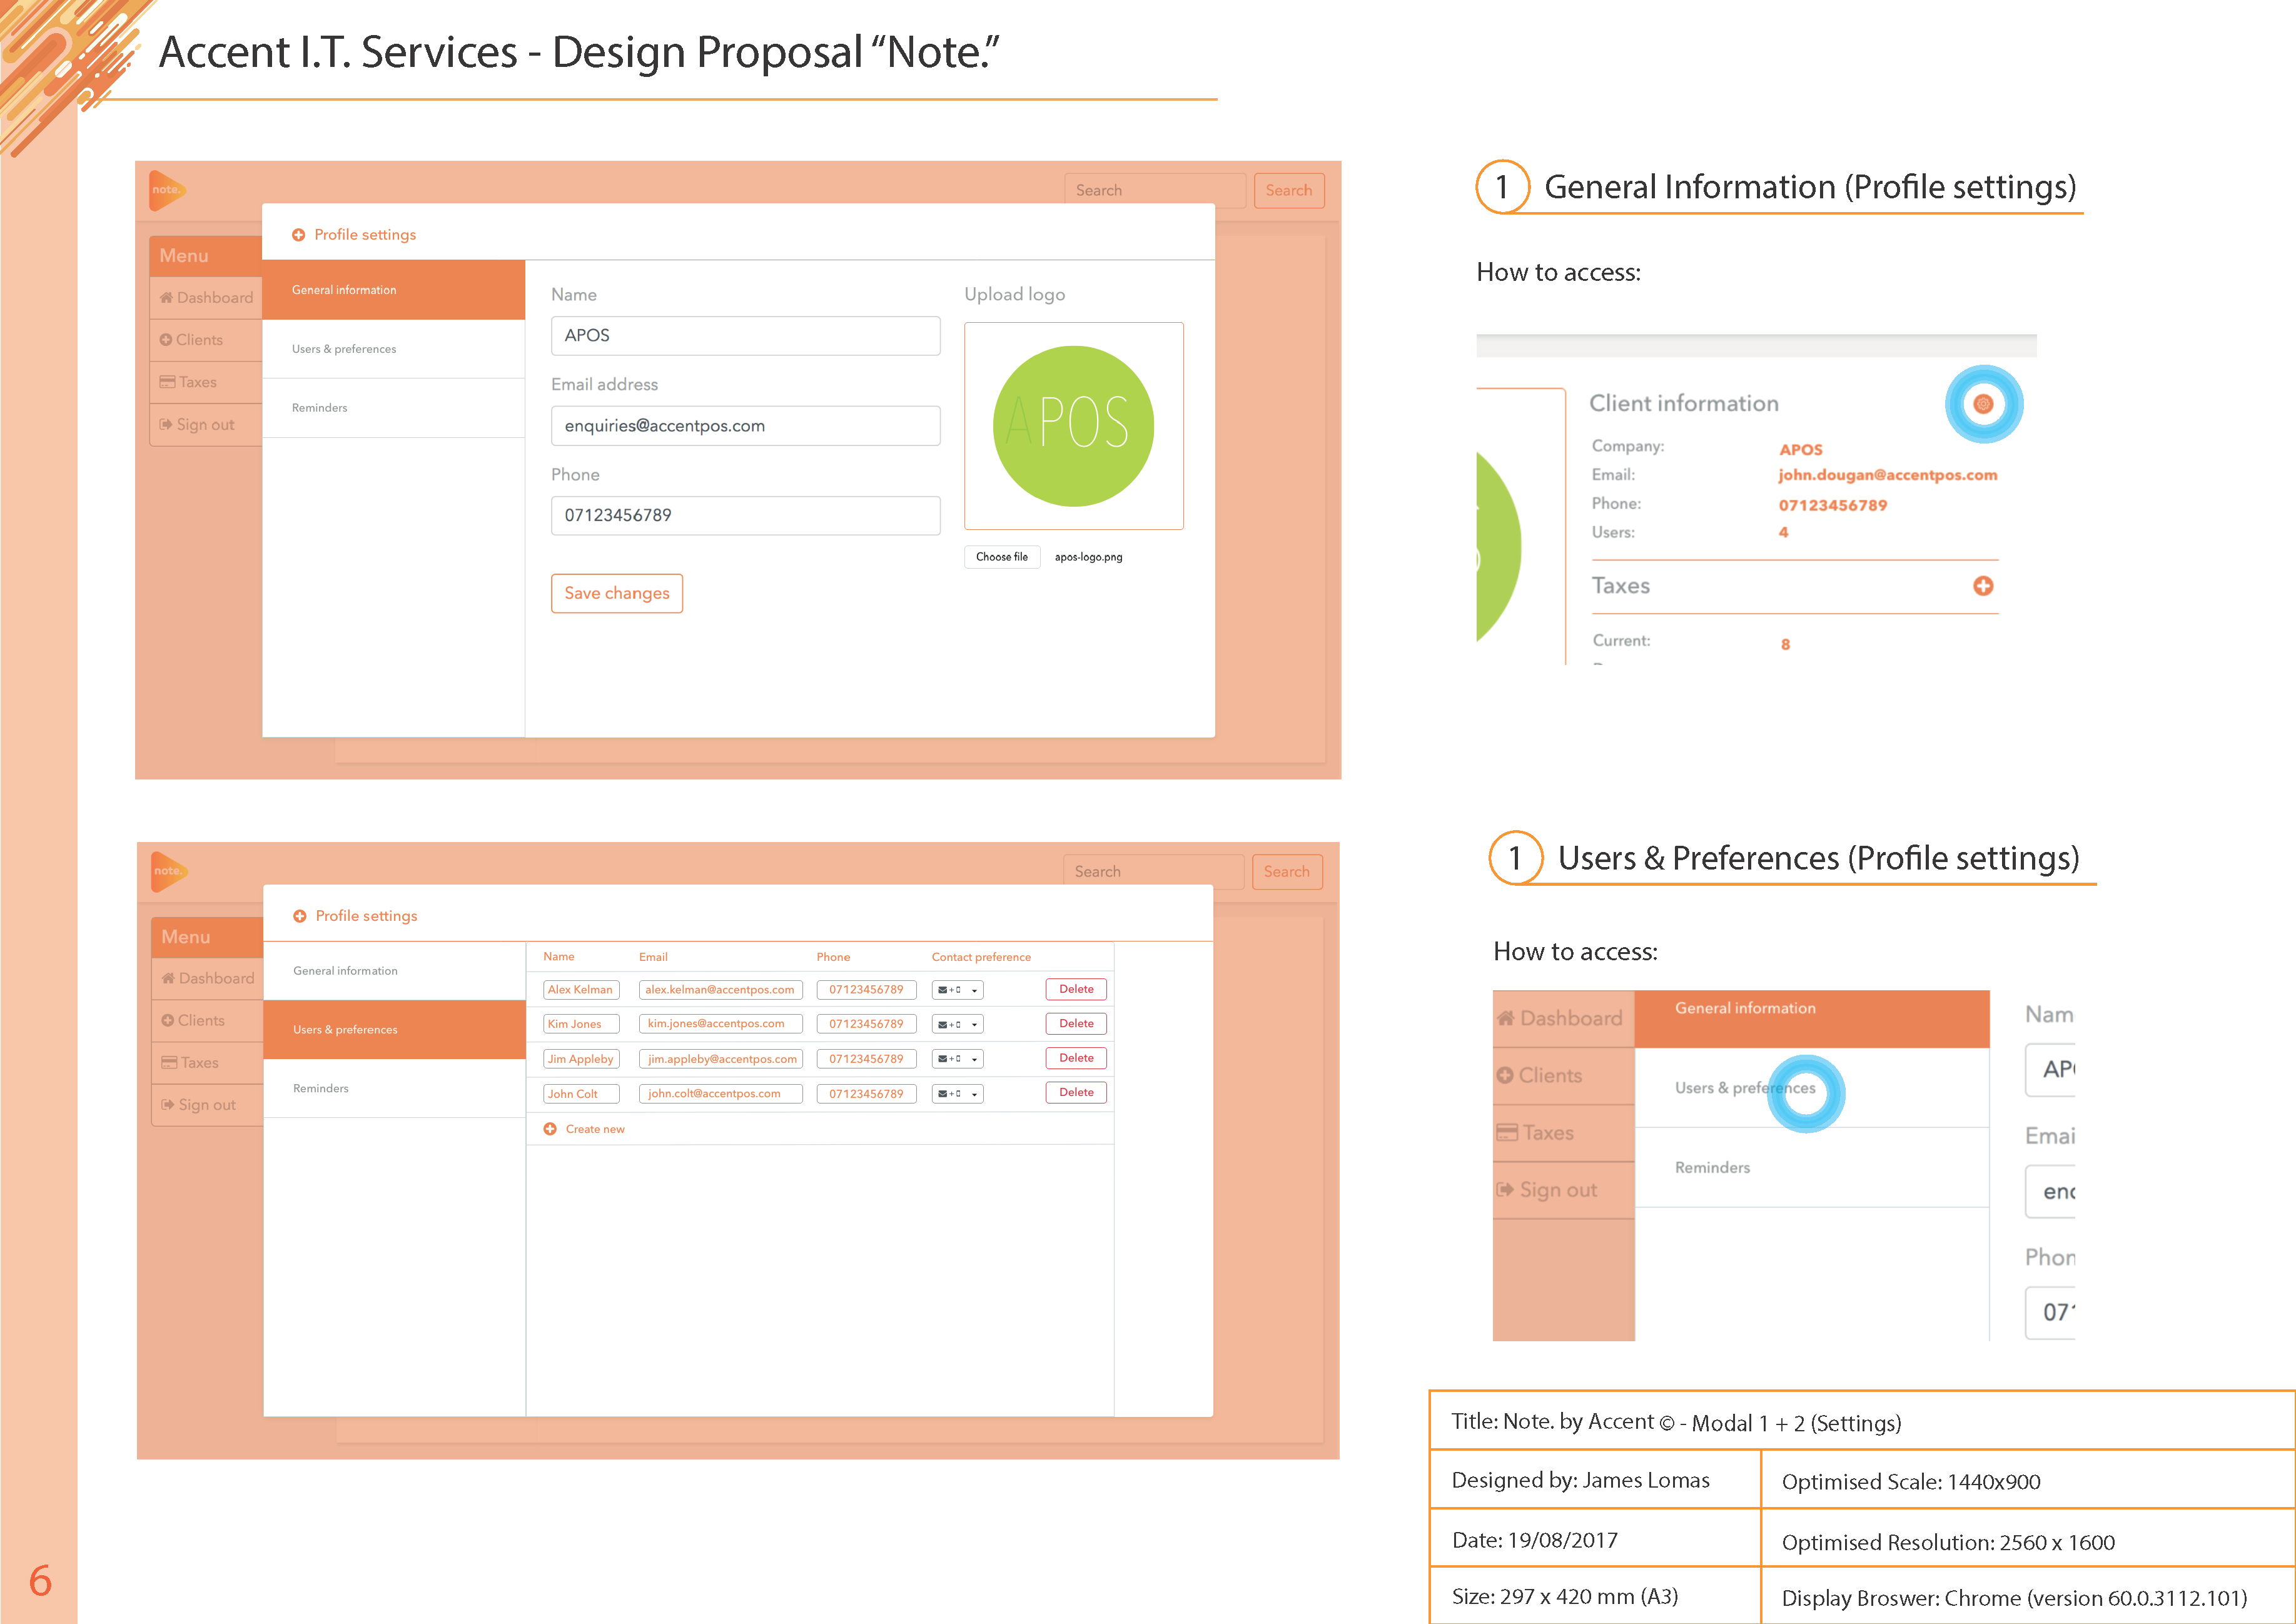 Accent I.T. Services - Design Proposal “Note.”
note.
Search
Search
Profile settings
Menu
Dashboard
Clients
Taxes
Sign out
General information
Users & preferences
Reminders
Name
APOS
Email address
enquiries@accentpos.com
Phone
07123456789
Save changes
Upload logo
APOS
Choose file apos-logo.png
1 General Information (Profile settings)
How to access:
Client information
Company: APOS
Email: john.dougan@accentpos.com
Phone: 07123456789
Users: 4
Taxes
Current: 8
note.
Search
Search
Profile settings
Menu
Dashboard
Clients
Taxes
Sign out
General information
Users & preferences
Reminders
Name Email Phone Contact preference
Alex Kelman alex.kelman@accentpos.com 07123456789 + Delete
Kim Jones kim.jones@accentpos.com 07123456789 + Delete
Jim Appleby jim.appleby@accentpos.com 07123456789 + Delete
John Colt john.colt@accentpos.com 07123456789 + Delete
Create new
1 Users & Preferences (Profile settings)
How to access:
Dashboard
Clients
Taxes
Sign out
General information
Users & preferences
Reminders
Nam
AP
Emai
enc
Phon
07
Title: Note. by Accent © - Modal 1 + 2 (Settings)
Designed by: James Lomas Optimised Scale: 1440x900
Date: 19/08/2017 Optimised Resolution: 2560 x 1600
Size: 297 x 420 mm (A3) Display Broswer: Chrome (version 60.0.3112.101)
6